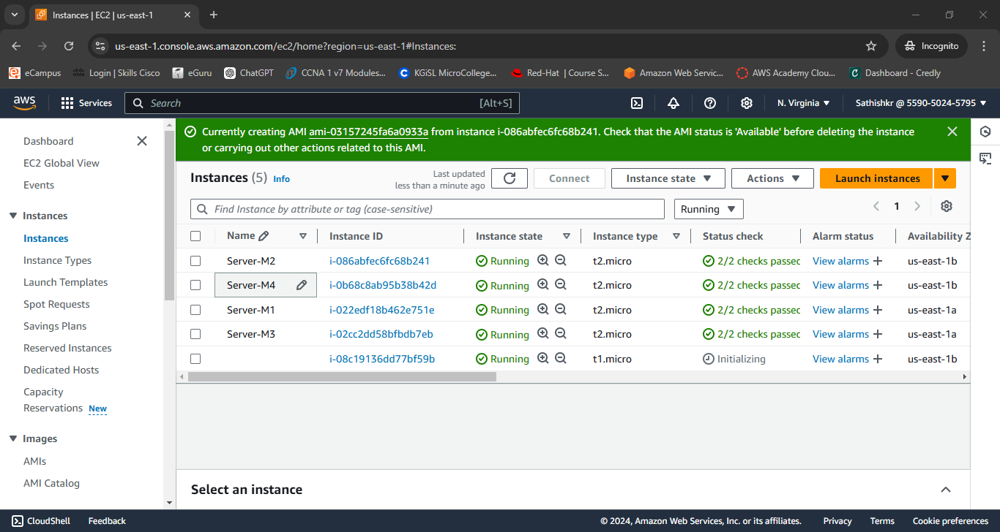 Instances | EC2 | us-east-1
us-east-1.console.aws.amazon.com/ec2/home?region=us-east-1#Instances:
Incognito
eCampus
Login | Skills Cisco
eGuru
ChatGPT
CCNA 1 v7 Modules...
KGiSL MicroCollege...
Red-Hat | Course S...
Amazon Web Servic...
AWS Academy Clou...
Dashboard - Credly
aws
Services
Search
[Alt+S]
N. Virginia
Sathishkr @ 5590-5024-5795
Dashboard
EC2 Global View
Events
Instances
Instances
Instance Types
Launch Templates
Spot Requests
Savings Plans
Reserved Instances
Dedicated Hosts
Capacity
Reservations New
Images
AMIs
AMI Catalog
Currently creating AMI ami-03157245fa6a0933a from instance i-086abfec6fc68b241. Check that the AMI status is 'Available' before deleting the instance
or carrying out other actions related to this AMI.
Instances (5) Info
Last updated
less than a minute ago
Connect
Instance state
Actions
Launch instances
Find Instance by attribute or tag (case-sensitive)
Running
1
Name Instance ID Instance state Instance type Status check Alarm status Availability Z
Server-M2 i-086abfec6fc68b241 Running t2.micro 2/2 checks passec View alarms + us-east-1b
Server-M4 i-0b68c8ab95b38b42d Running t2.micro 2/2 checks passec View alarms + us-east-1b
Server-M1 i-022edf18b462e751e Running t2.micro 2/2 checks passec View alarms + us-east-1a
Server-M3 i-02cc2dd58bfbdb7eb Running t2.micro 2/2 checks passec View alarms + us-east-1a
i-08c19136dd77bf59b Running t1.micro Initializing View alarms + us-east-1b
Select an instance
CloudShell
Feedback
© 2024, Amazon Web Services, Inc. or its affiliates.
Privacy
Terms
Cookie preferences